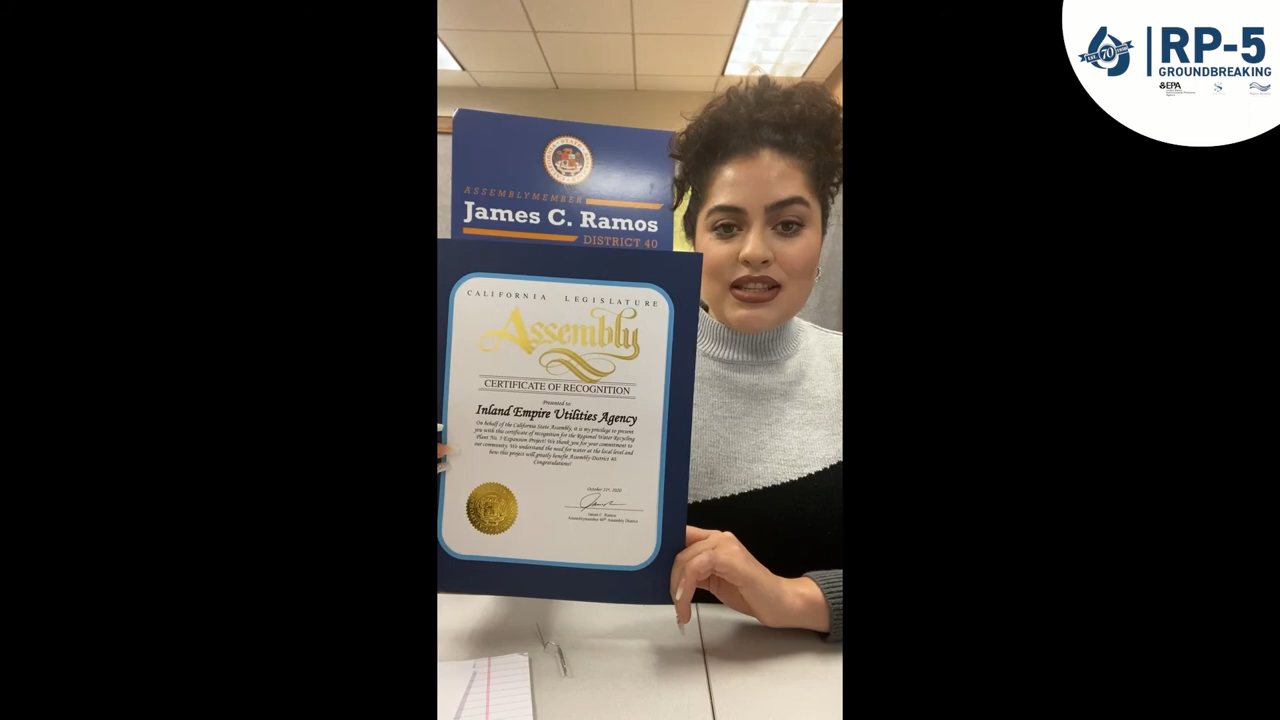 RP-5
GROUNDBREAKING
EPA
EST. 70 1950
ASSEMBLYMEMBER
James C. Ramos
DISTRICT 40
CALIFORNIA LEGISLATURE
Assembly
CERTIFICATE OF RECOGNITION
Presented to:
Inland Empire Utilities Agency
On behalf of the California State Assembly, it is my privilege to present
you with this certificate of recognition for the Regional Water Recycling
Plant No. 5 Expansion Project! We thank you for your commitment to
our community. We understand the need for water at the local level and
how this project will greatly benefit Assembly District 40.
Congratulations!
October 21st, 2020
James C. Ramos
Assemblymember 40th Assembly District